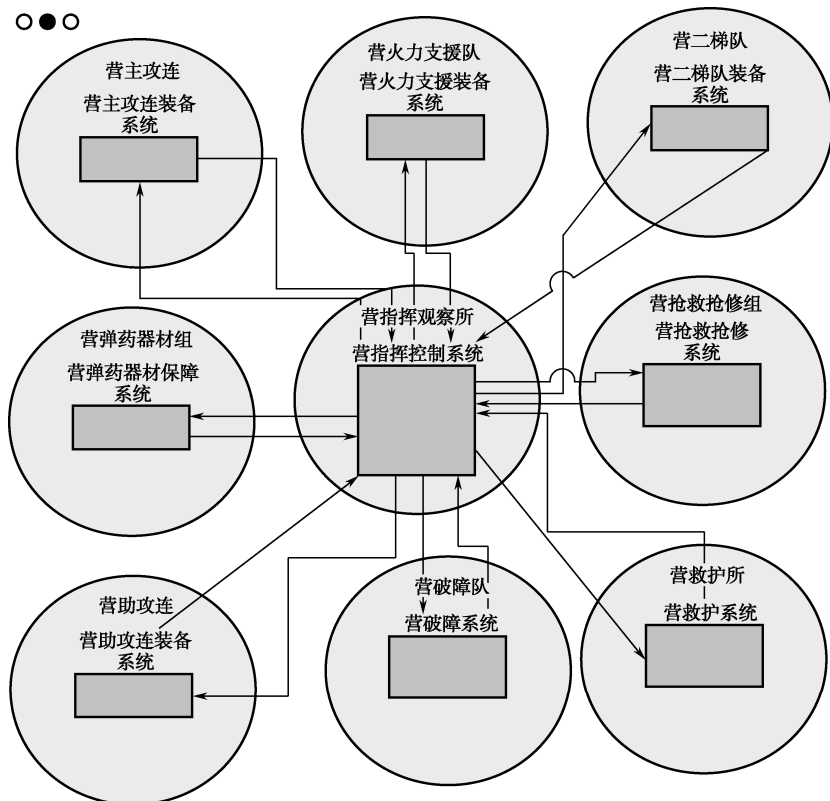 营主攻连
营主攻连装备
系统
营火力支援队
营火力支援装备
系统
营二梯队
营二梯队装备
系统
营弹药器材组
营弹药器材保障
系统
营指挥观察所
营指挥控制系统
营抢救抢修组
营抢救抢修
系统
营助攻连
营助攻连装备
系统
营破障队
营破障系统
营救护所
营救护系统